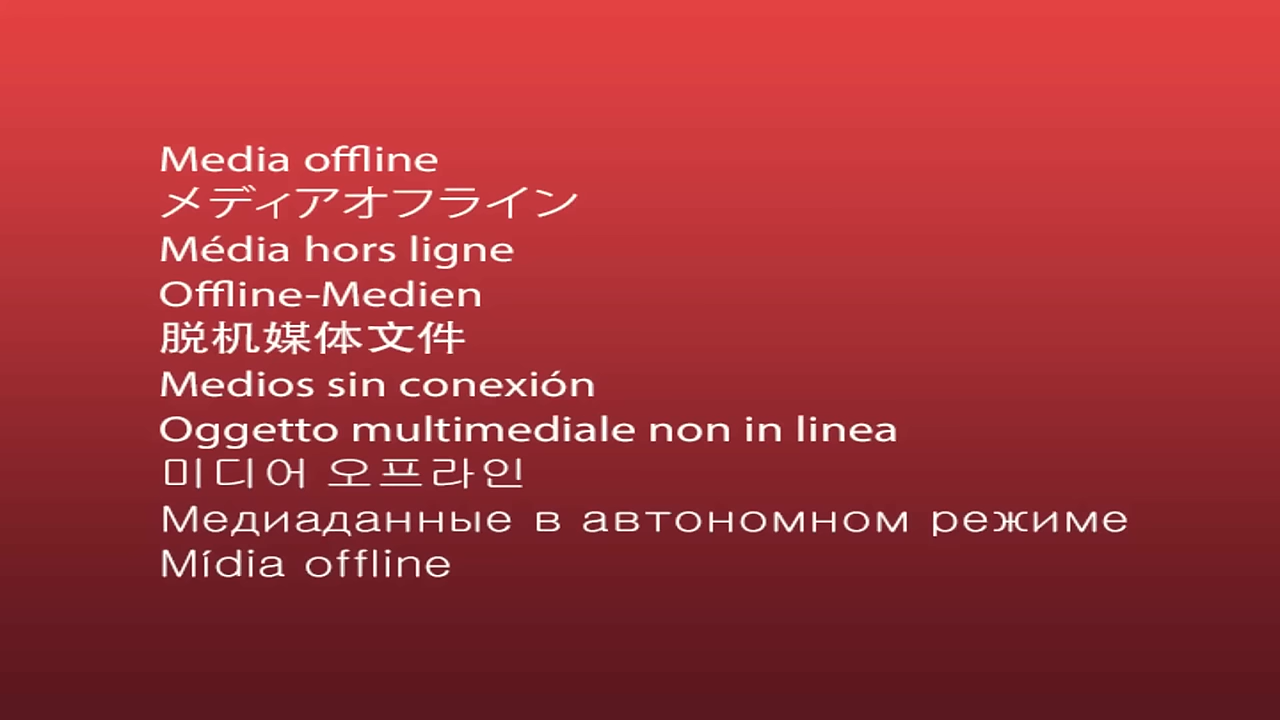 Media offline
メディアオフライン
Média hors ligne
Offline-Medien
脱机媒体文件
Medios sin conexión
Oggetto multimediale non in linea
미디어 오프라인
Медиаданные в автономном режиме
Mídia offline